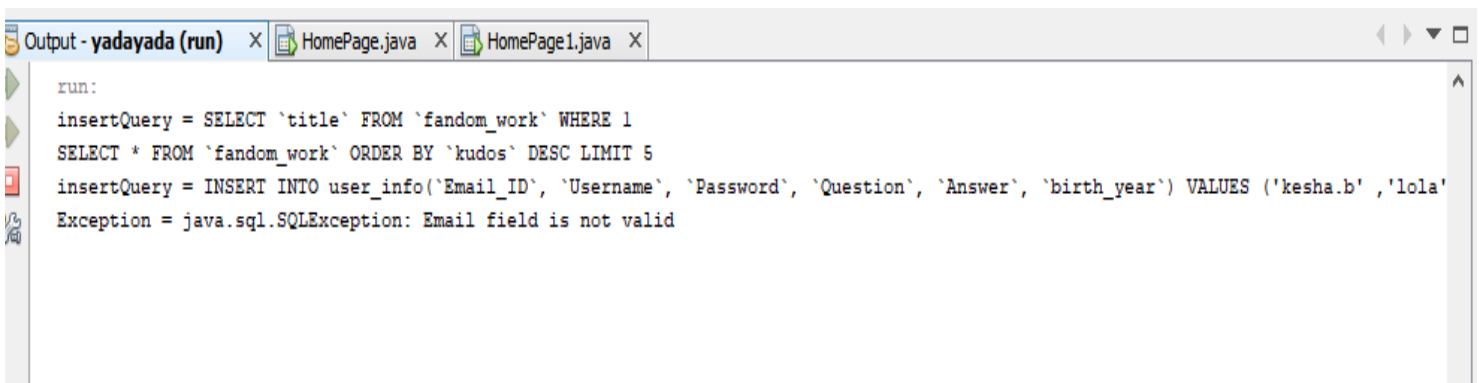 Output - yadayada (run) X HomePage.java X HomePage1.java X
run:
insertQuery = SELECT `title` FROM `fandom_work` WHERE 1
SELECT * FROM `fandom_work` ORDER BY `kudos` DESC LIMIT 5
insertQuery = INSERT INTO user_info(`Email_ID`, `Username`, `Password`, `Question`, `Answer`, `birth_year`) VALUES ('kesha.b' ,'lola'
Exception = java.sql.SQLException: Email field is not valid